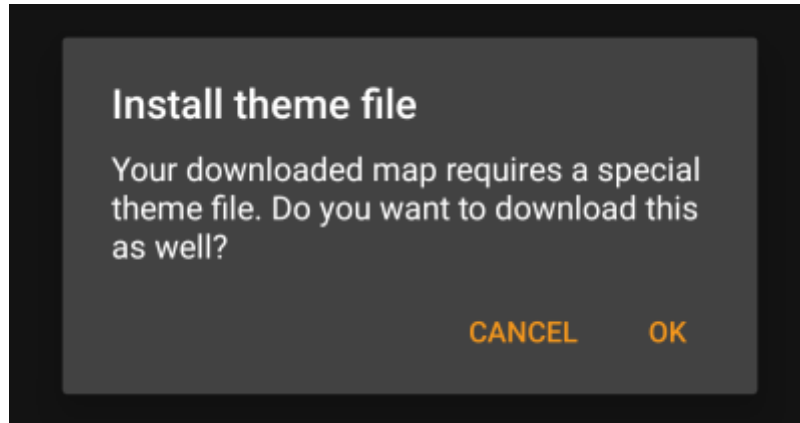 Install theme file
Your downloaded map requires a special
theme file. Do you want to download this
as well?
CANCEL OK